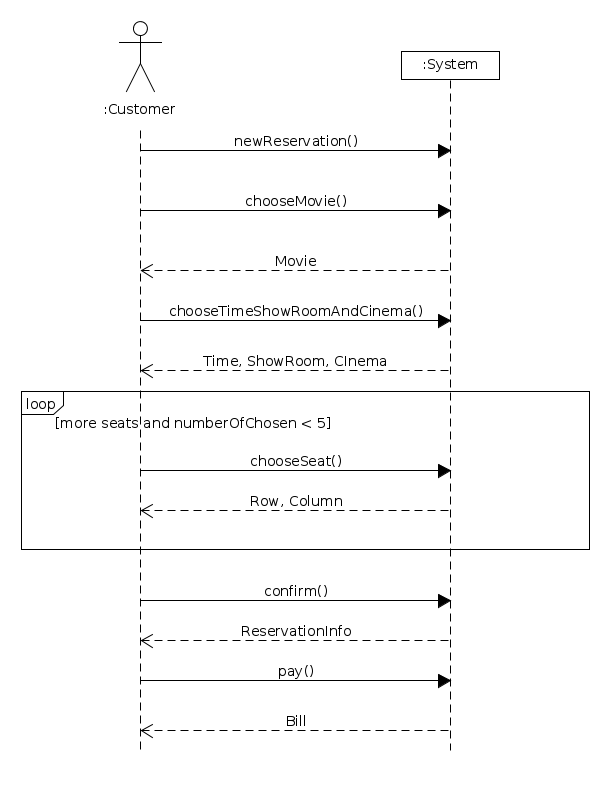 :System
:Customer
newReservation()
chooseMovie()
Movie
chooseTimeShowRoomAndCinema()
Time, ShowRoom, CInema
loop
[more seats and numberOfChosen < 5]
chooseSeat()
Row, Column
confirm()
ReservationInfo
pay()
Bill